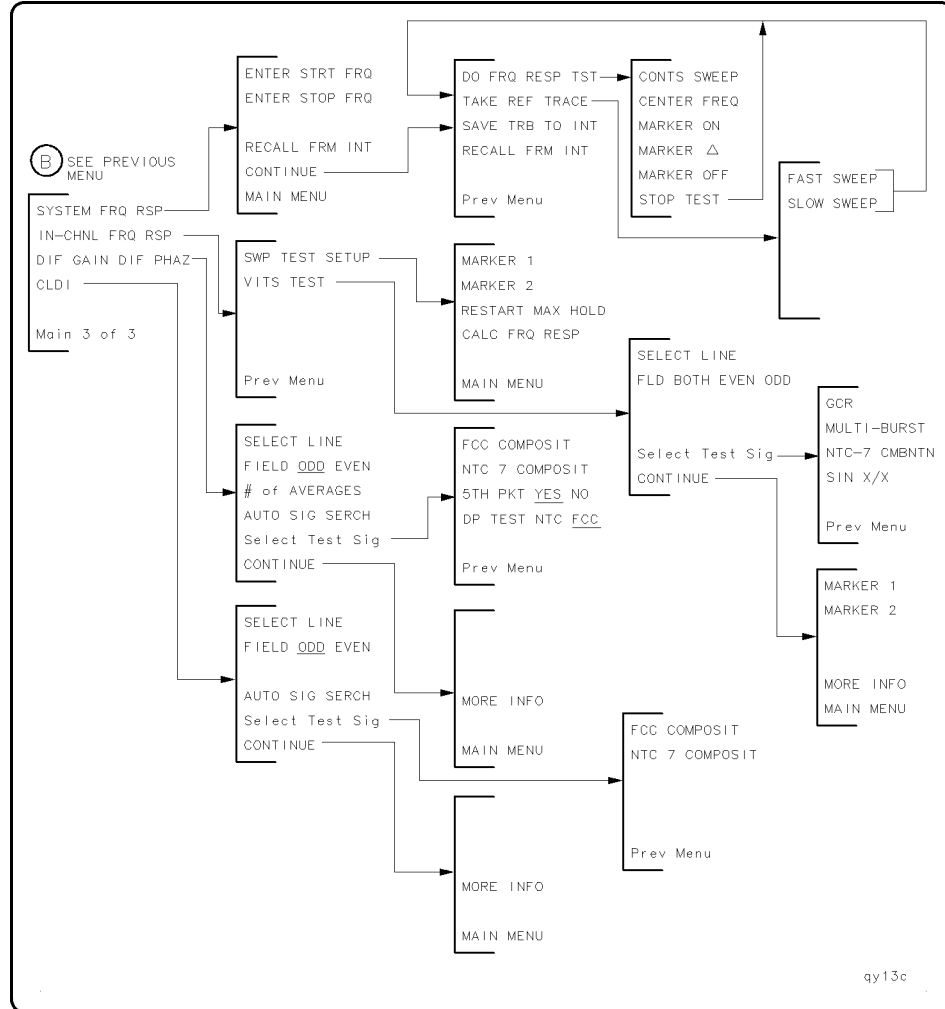 B SEE PREVIOUS
MENU
SYSTEM FRQ RSP
IN-CHNL FRQ RSP
DIF GAIN DIF PHAZ
CLDI
Main 3 of 3
ENTER STRT FRQ
ENTER STOP FRQ
RECALL FRM INT
CONTINUE
MAIN MENU
DO FRQ RESP TST
TAKE REF TRACE
SAVE TRB TO INT
RECALL FRM INT
Prev Menu
CONTS SWEEP
CENTER FREQ
MARKER ON
MARKER △
MARKER OFF
STOP TEST
FAST SWEEP
SLOW SWEEP
SWP TEST SETUP
VITS TEST
Prev Menu
MARKER 1
MARKER 2
RESTART MAX HOLD
CALC FRQ RESP
MAIN MENU
SELECT LINE
FLD BOTH EVEN ODD
Select Test Sig
CONTINUE
GCR
MULTI-BURST
NTC-7 CMBNTN
SIN X/X
Prev Menu
MARKER 1
MARKER 2
MORE INFO
MAIN MENU
SELECT LINE
FIELD ODD EVEN
# of AVERAGES
AUTO SIG SERCH
Select Test Sig
CONTINUE
FCC COMPOSIT
NTC 7 COMPOSIT
5TH PKT YES NO
DP TEST NTC FCC
Prev Menu
MORE INFO
MAIN MENU
SELECT LINE
FIELD ODD EVEN
AUTO SIG SERCH
Select Test Sig
CONTINUE
FCC COMPOSIT
NTC 7 COMPOSIT
Prev Menu
MORE INFO
MAIN MENU
qy13c